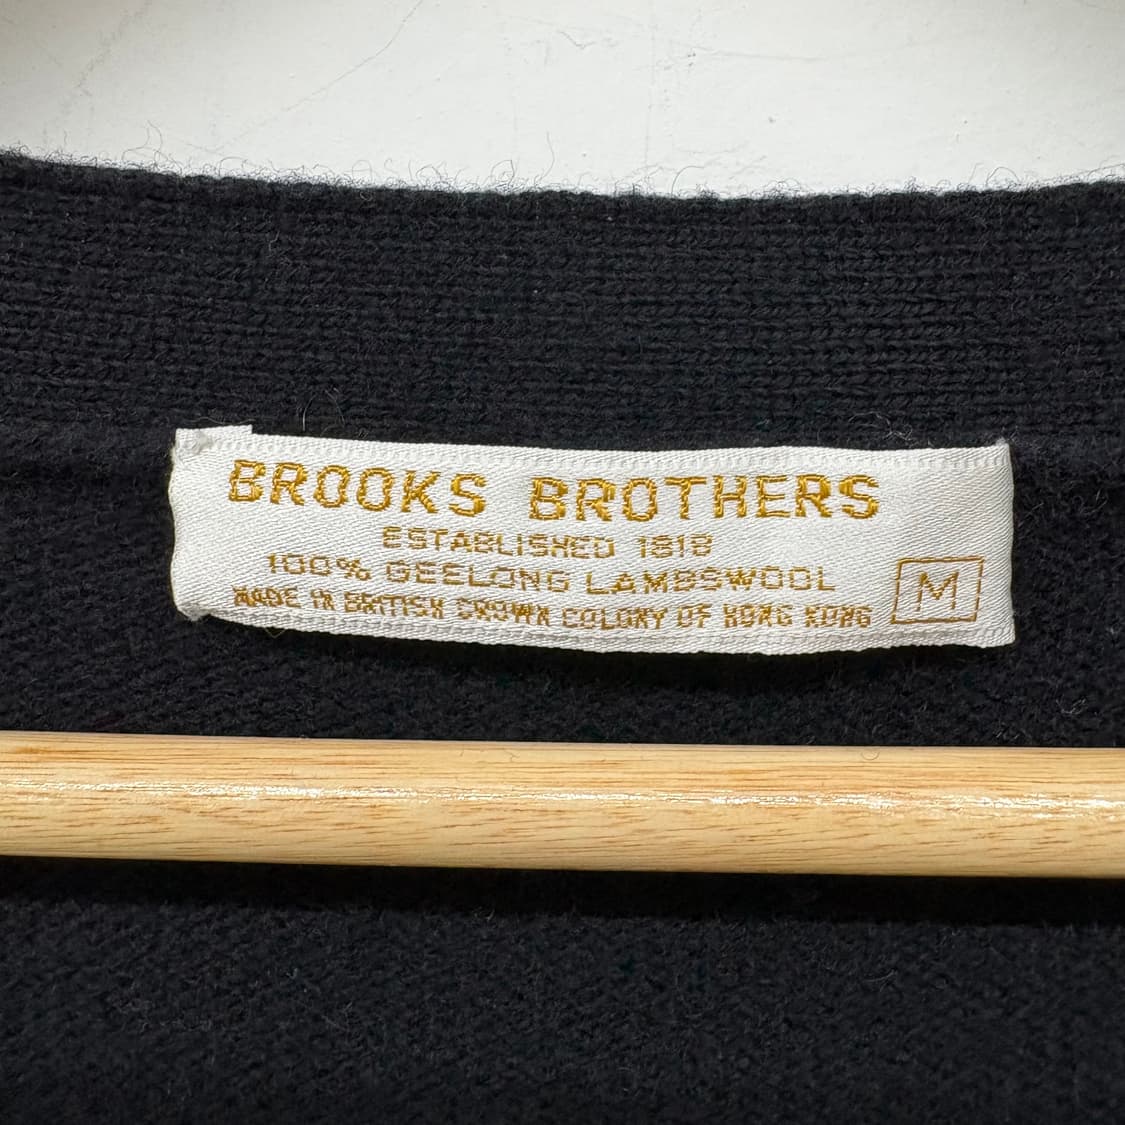 BROOKS BROTHERS
ESTABLISHED 1818
100% GEELONG LAMBSWOOL
MADE IN BRITISH CROWN COLONY OF HONG KONG
M